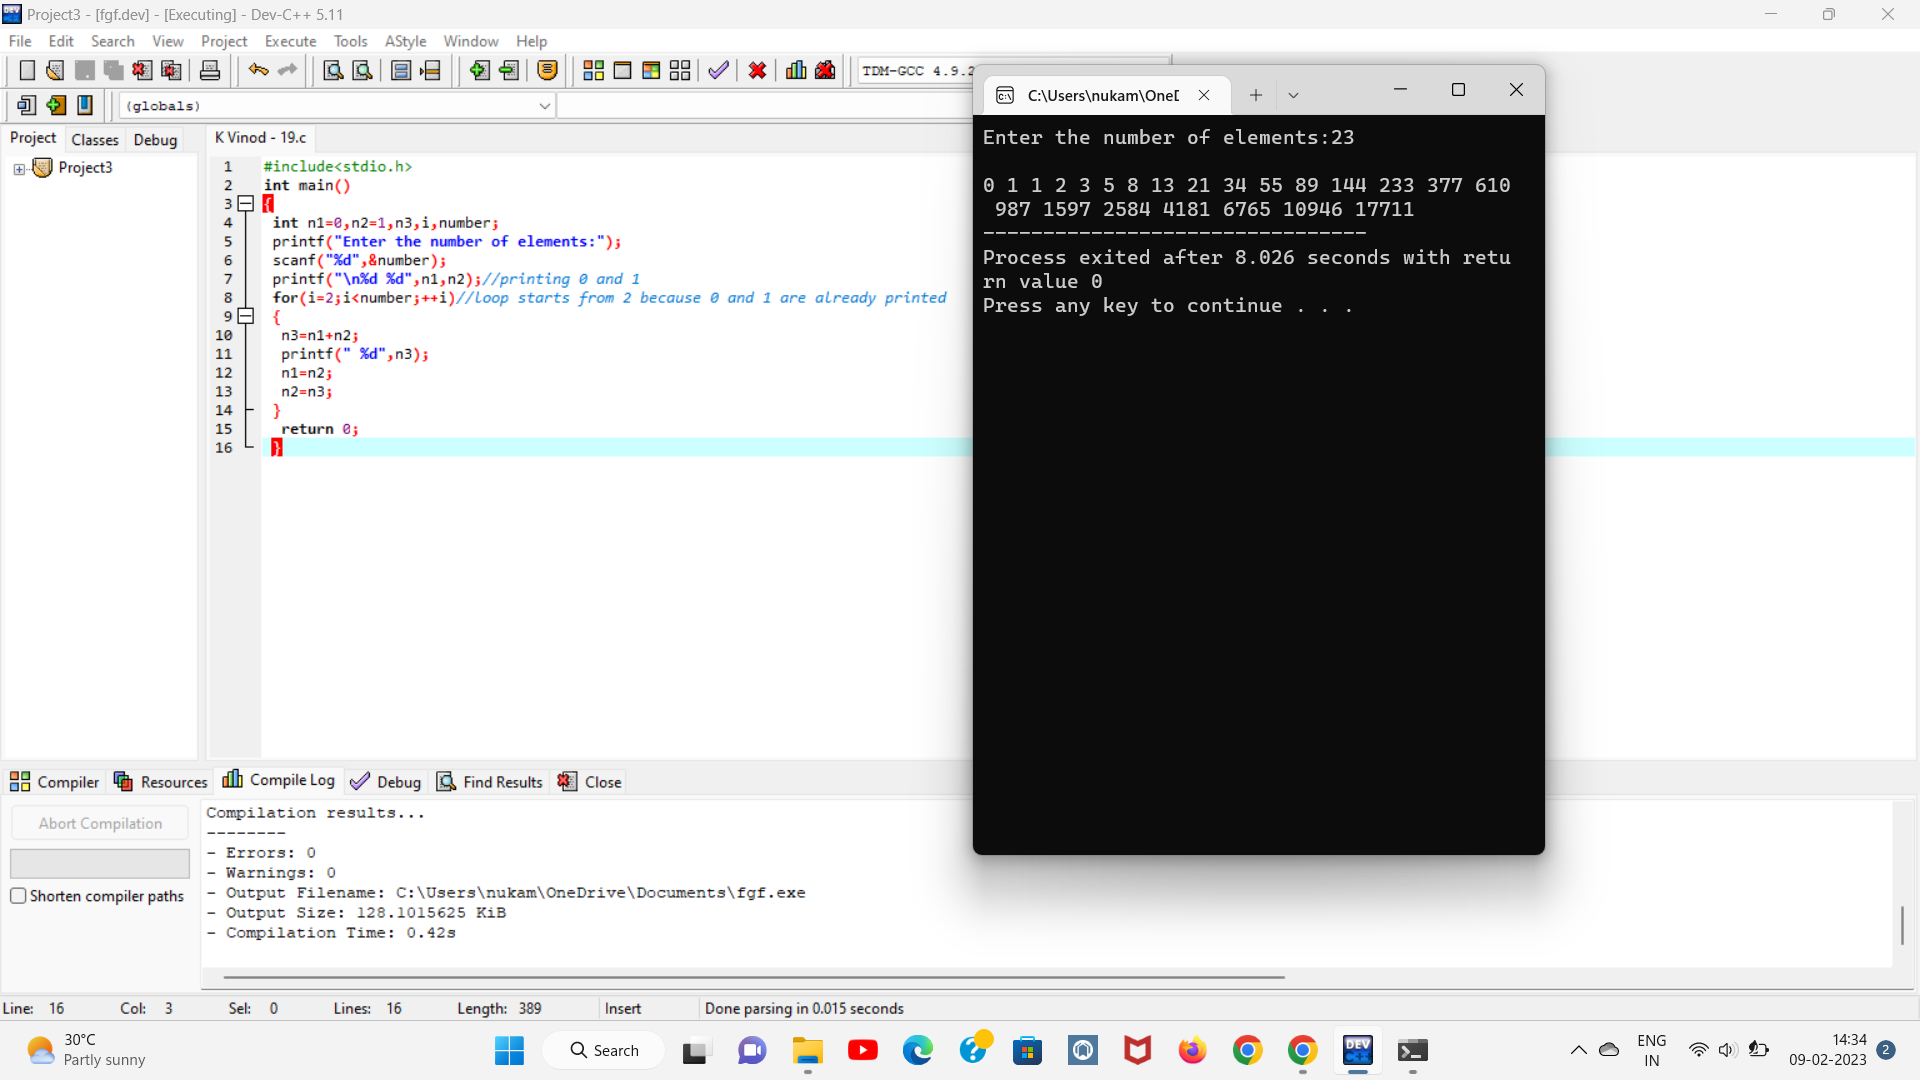 Project3 - [fgf.dev] - [Executing] - Dev-C++ 5.11
File Edit Search View Project Execute Tools AStyle Window Help
TDM-GCC 4.9.2
(globals)
Project Classes Debug
K Vinod - 19.c
Project3
1 #include<stdio.h>
2 int main()
3 {
4 int n1=0,n2=1,n3,i,number;
5 printf("Enter the number of elements:");
6 scanf("%d",&number);
7 printf("\n%d %d",n1,n2);//printing 0 and 1
8 for(i=2;i<number;++i)//loop starts from 2 because 0 and 1 are already printed
9 {
10 n3=n1+n2;
11 printf(" %d",n3);
12 n1=n2;
13 n2=n3;
14 }
15 return 0;
16 }
C:\Users\nukam\OneD
Enter the number of elements:23
0 1 1 2 3 5 8 13 21 34 55 89 144 233 377 610
987 1597 2584 4181 6765 10946 17711
--------------------------------
Process exited after 8.026 seconds with retu
rn value 0
Press any key to continue . . .
Compiler Resources Compile Log Debug Find Results Close
Abort Compilation
Shorten compiler paths
Compilation results...
--------
- Errors: 0
- Warnings: 0
- Output Filename: C:\Users\nukam\OneDrive\Documents\fgf.exe
- Output Size: 128.1015625 KiB
- Compilation Time: 0.42s
Line: 16 Col: 3 Sel: 0 Lines: 16 Length: 389 Insert Done parsing in 0.015 seconds
30°C
Partly sunny
Search
DEV
ENG
IN
14:34
09-02-2023
2